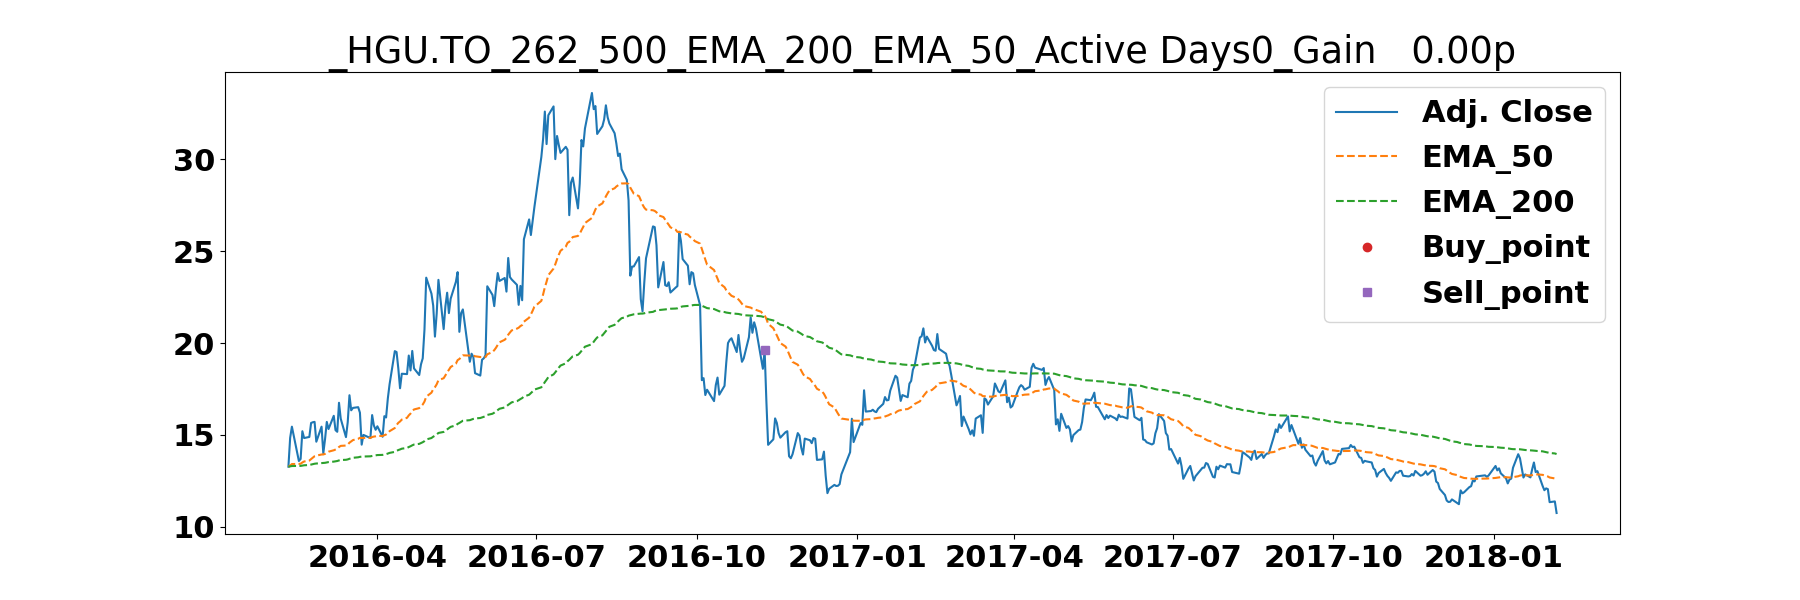 _HGU.TO_262_500_EMA_200_EMA_50_Active Days0_Gain   0.00p
Adj. Close
EMA_50
EMA_200
Buy_point
Sell_point
30
25
20
15
10
2016-04
2016-07
2016-10
2017-01
2017-04
2017-07
2017-10
2018-01